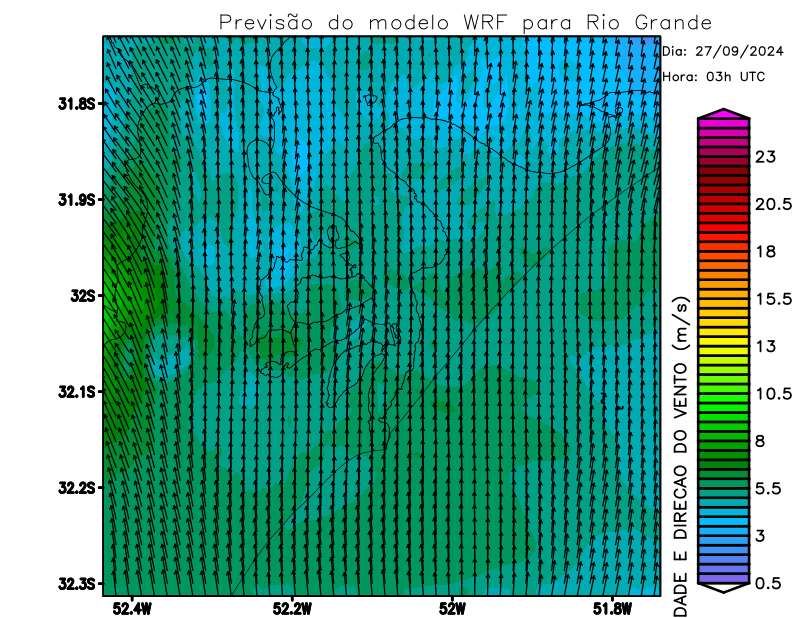 Previsão do modelo WRF para Rio Grande
Dia: 27/09/2024
Hora: 03h UTC
31.8S
31.9S
32S
32.1S
32.2S
32.3S
52.4W
52.2W
52W
51.8W
DADE E DIRECAO DO VENTO (m/s)
23
20.5
18
15.5
13
10.5
8
5.5
3
0.5